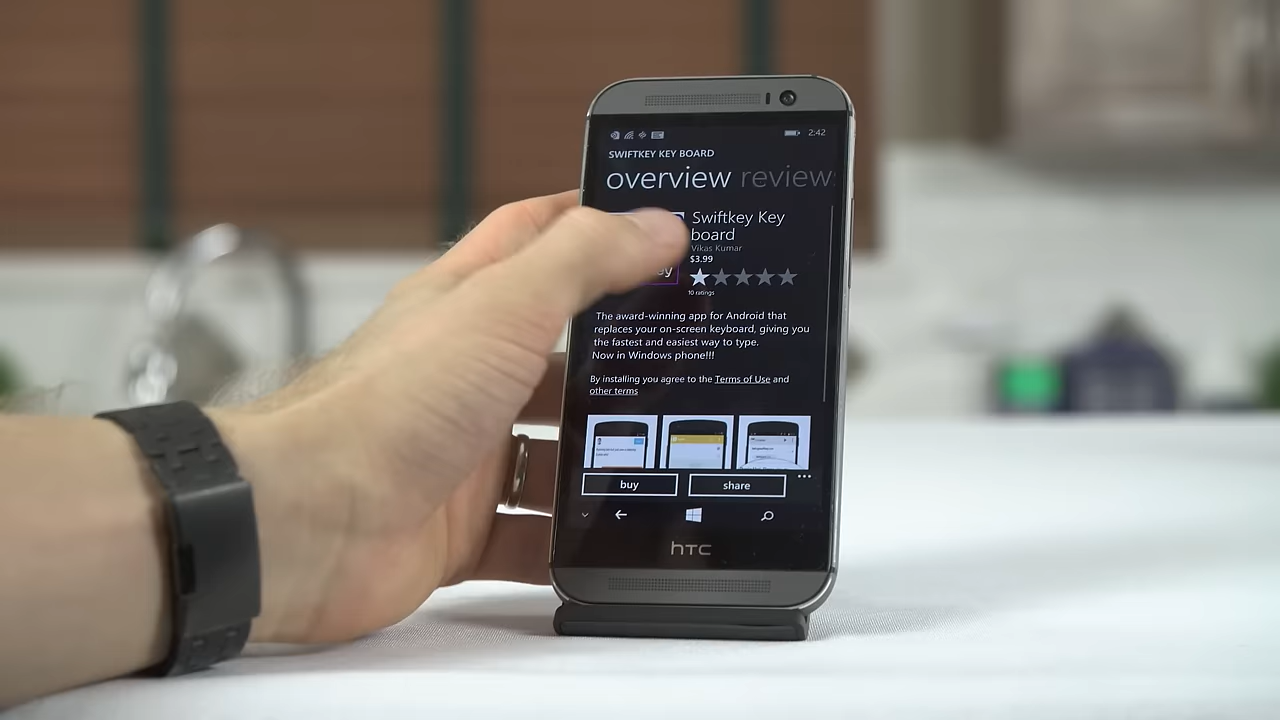 2:42
SWIFTKEY KEY BOARD
overview review
Swiftkey Key
board
Vikas Kumar
$3.99
ey
10 ratings
The award-winning app for Android that
replaces your on-screen keyboard, giving you
the fastest and easiest way to type.
Now in Windows phone!!!
By installing you agree to the Terms of Use and
other terms
buy share
hTC